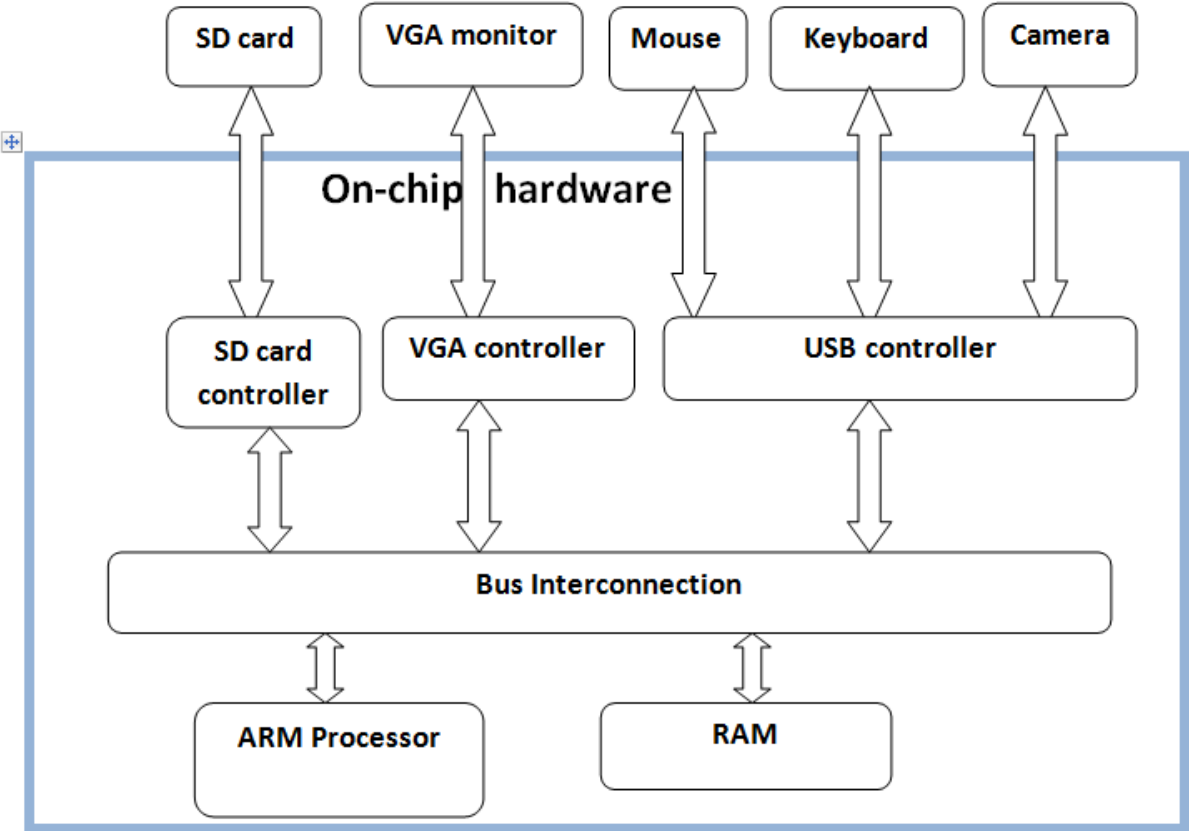 SD card
VGA monitor
Mouse
Keyboard
Camera
On-chip hardware
SD card
controller
VGA controller
USB controller
Bus Interconnection
ARM Processor
RAM